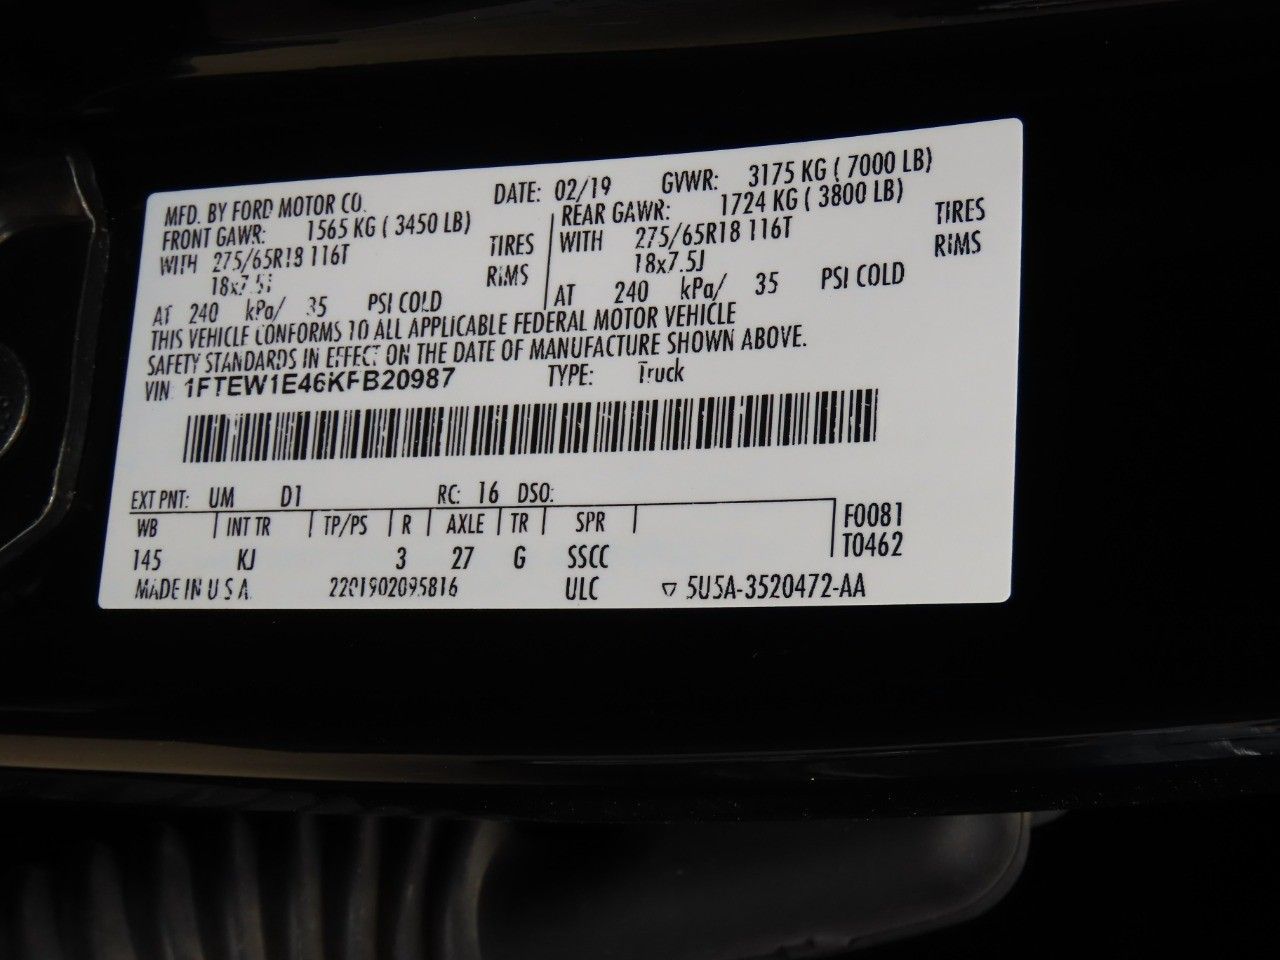 MFD. BY FORD MOTOR CO. DATE: 02/19 GVWR: 3175 KG ( 7000 LB)
FRONT GAWR: 1565 KG ( 3450 LB) REAR GAWR: 1724 KG ( 3800 LB)
WITH 275/65R18 116T TIRES WITH 275/65R18 116T TIRES
18x7.5J RIMS 18x7.5J RIMS
AT 240 kPa/ 35 PSI COLD AT 240 kPa/ 35 PSI COLD
THIS VEHICLE CONFORMS TO ALL APPLICABLE FEDERAL MOTOR VEHICLE
SAFETY STANDARDS IN EFFECT ON THE DATE OF MANUFACTURE SHOWN ABOVE.
VIN: 1FTEW1E46KFB20987 TYPE: Truck
EXT PNT: UM D1 RC: 16 DSO:
WB INT TR TP/PS R AXLE TR SPR F0081
145 KJ 3 27 G SSCC T0462
MADE IN U S A 2201902095816 ULC ▽ 5U5A-3520472-AA